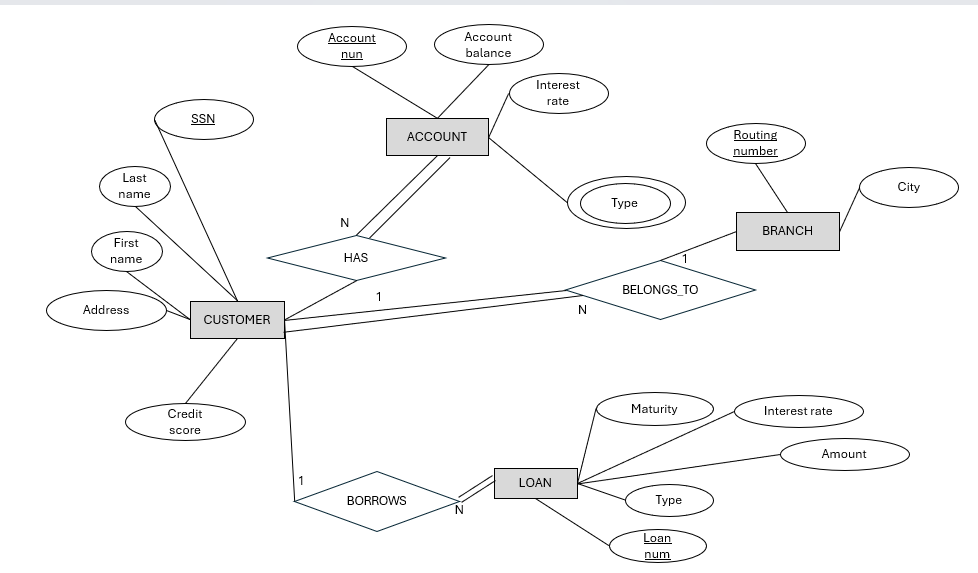 Account
nun
Account
balance
Interest
rate
SSN
ACCOUNT
Routing
number
Last
name
City
Type
N
BRANCH
First
name
HAS
1
1
BELONGS_TO
Address
N
CUSTOMER
Credit
score
Maturity
Interest rate
Amount
1
LOAN
BORROWS
N
Type
Loan
num